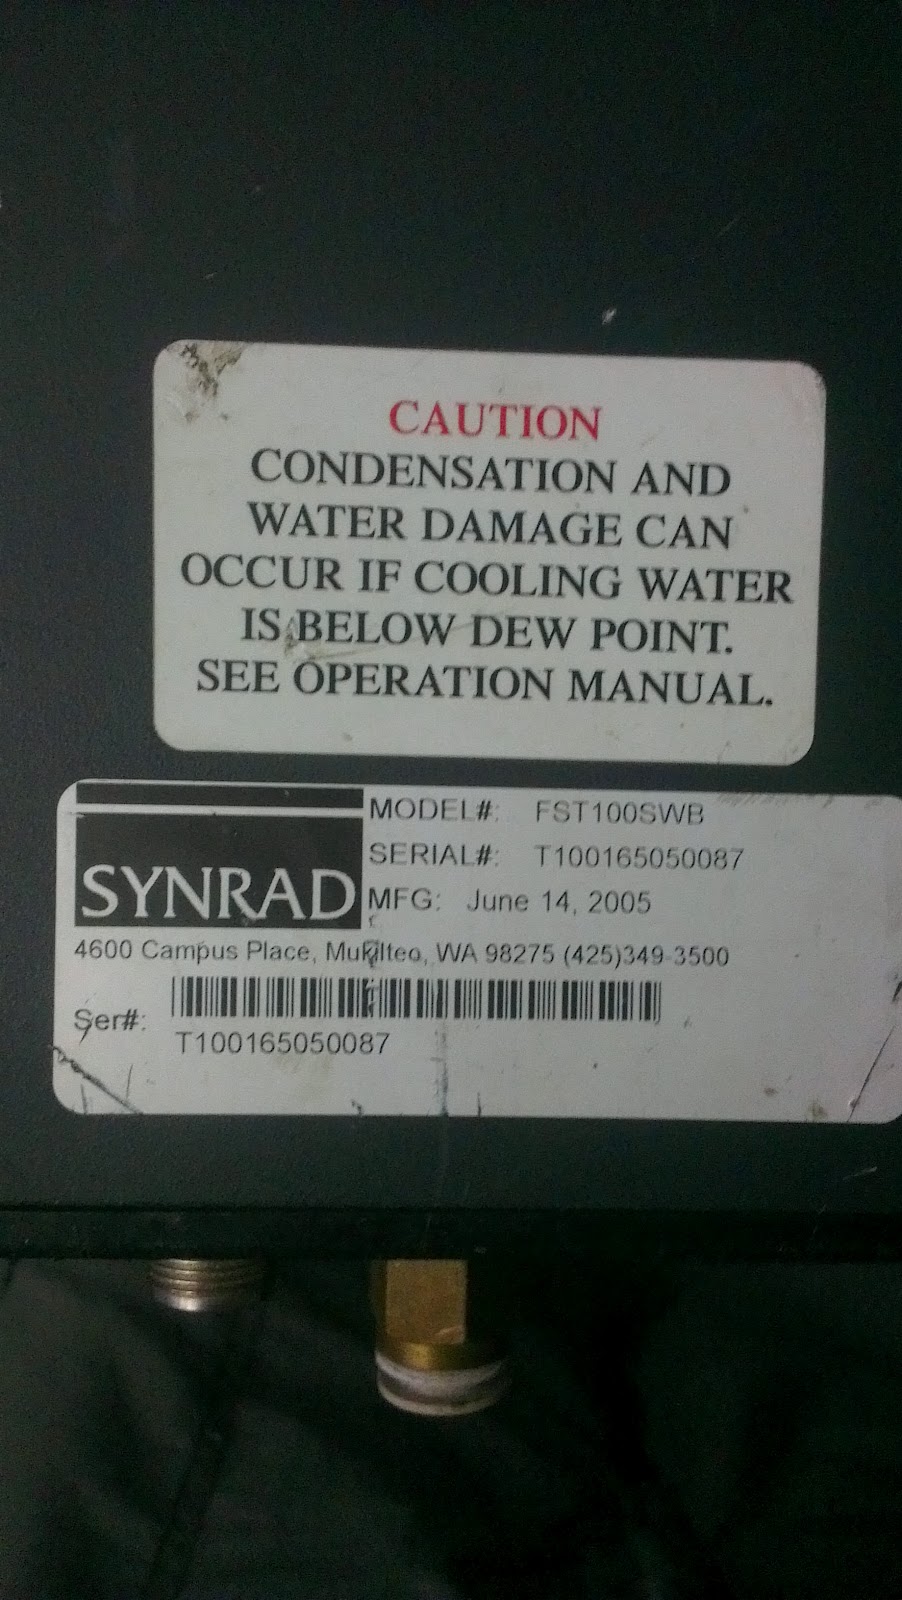 CAUTION
CONDENSATION AND
WATER DAMAGE CAN
OCCUR IF COOLING WATER
IS BELOW DEW POINT.
SEE OPERATION MANUAL.
SYNRAD
MODEL#: FST100SWB
SERIAL#: T100165050087
MFG: June 14, 2005
4600 Campus Place, Mukilteo, WA 98275 (425)349-3500
Ser#:
T100165050087